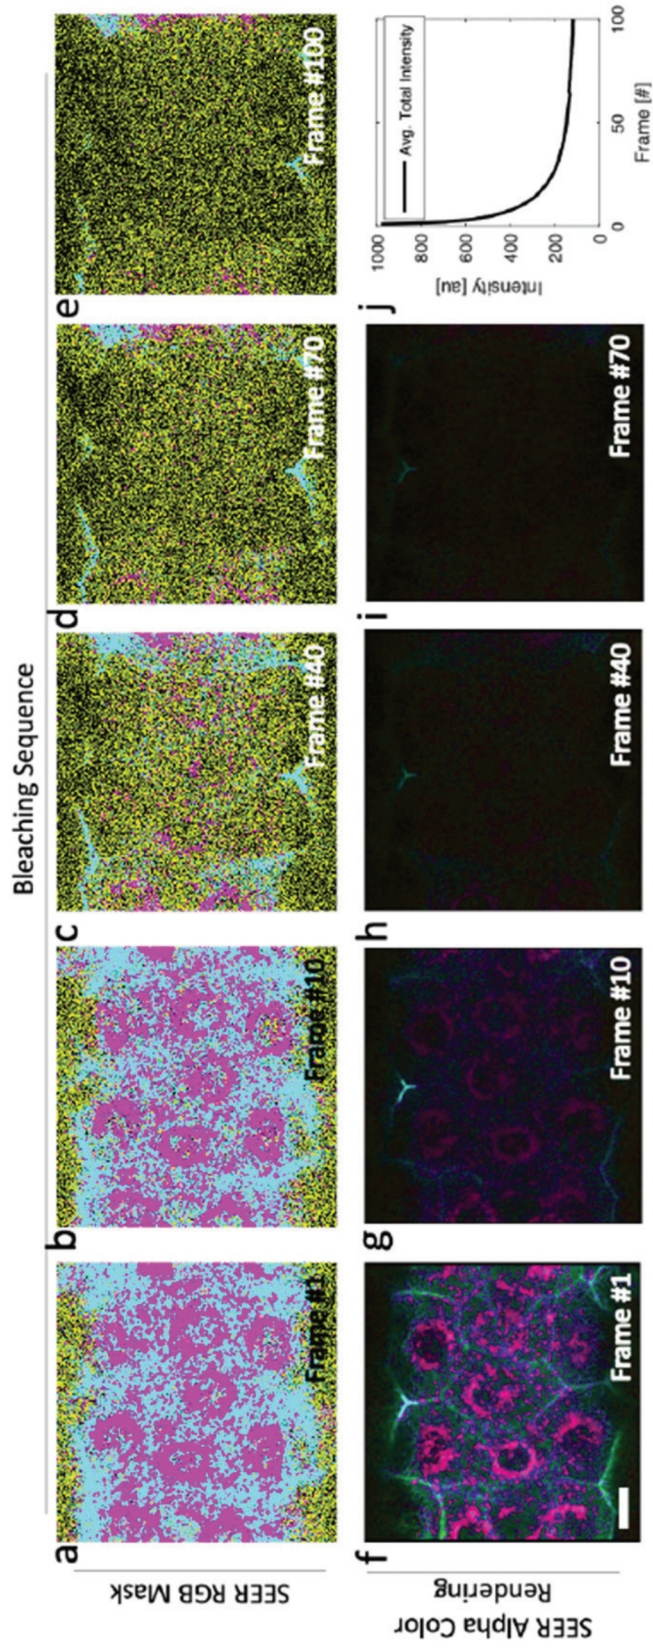 Bleaching Sequence
SEER RGB Mask
a
Frame #1
b
Frame #10
c
Frame #40
d
Frame #70
e
Frame #100
SEER Alpha Color
Rendering
f
Frame #1
g
Frame #10
h
Frame #40
i
Frame #70
j
Avg. Total Intensity
Intensity [au]
1000
800
600
400
200
0
0
50
100
Frame [#]